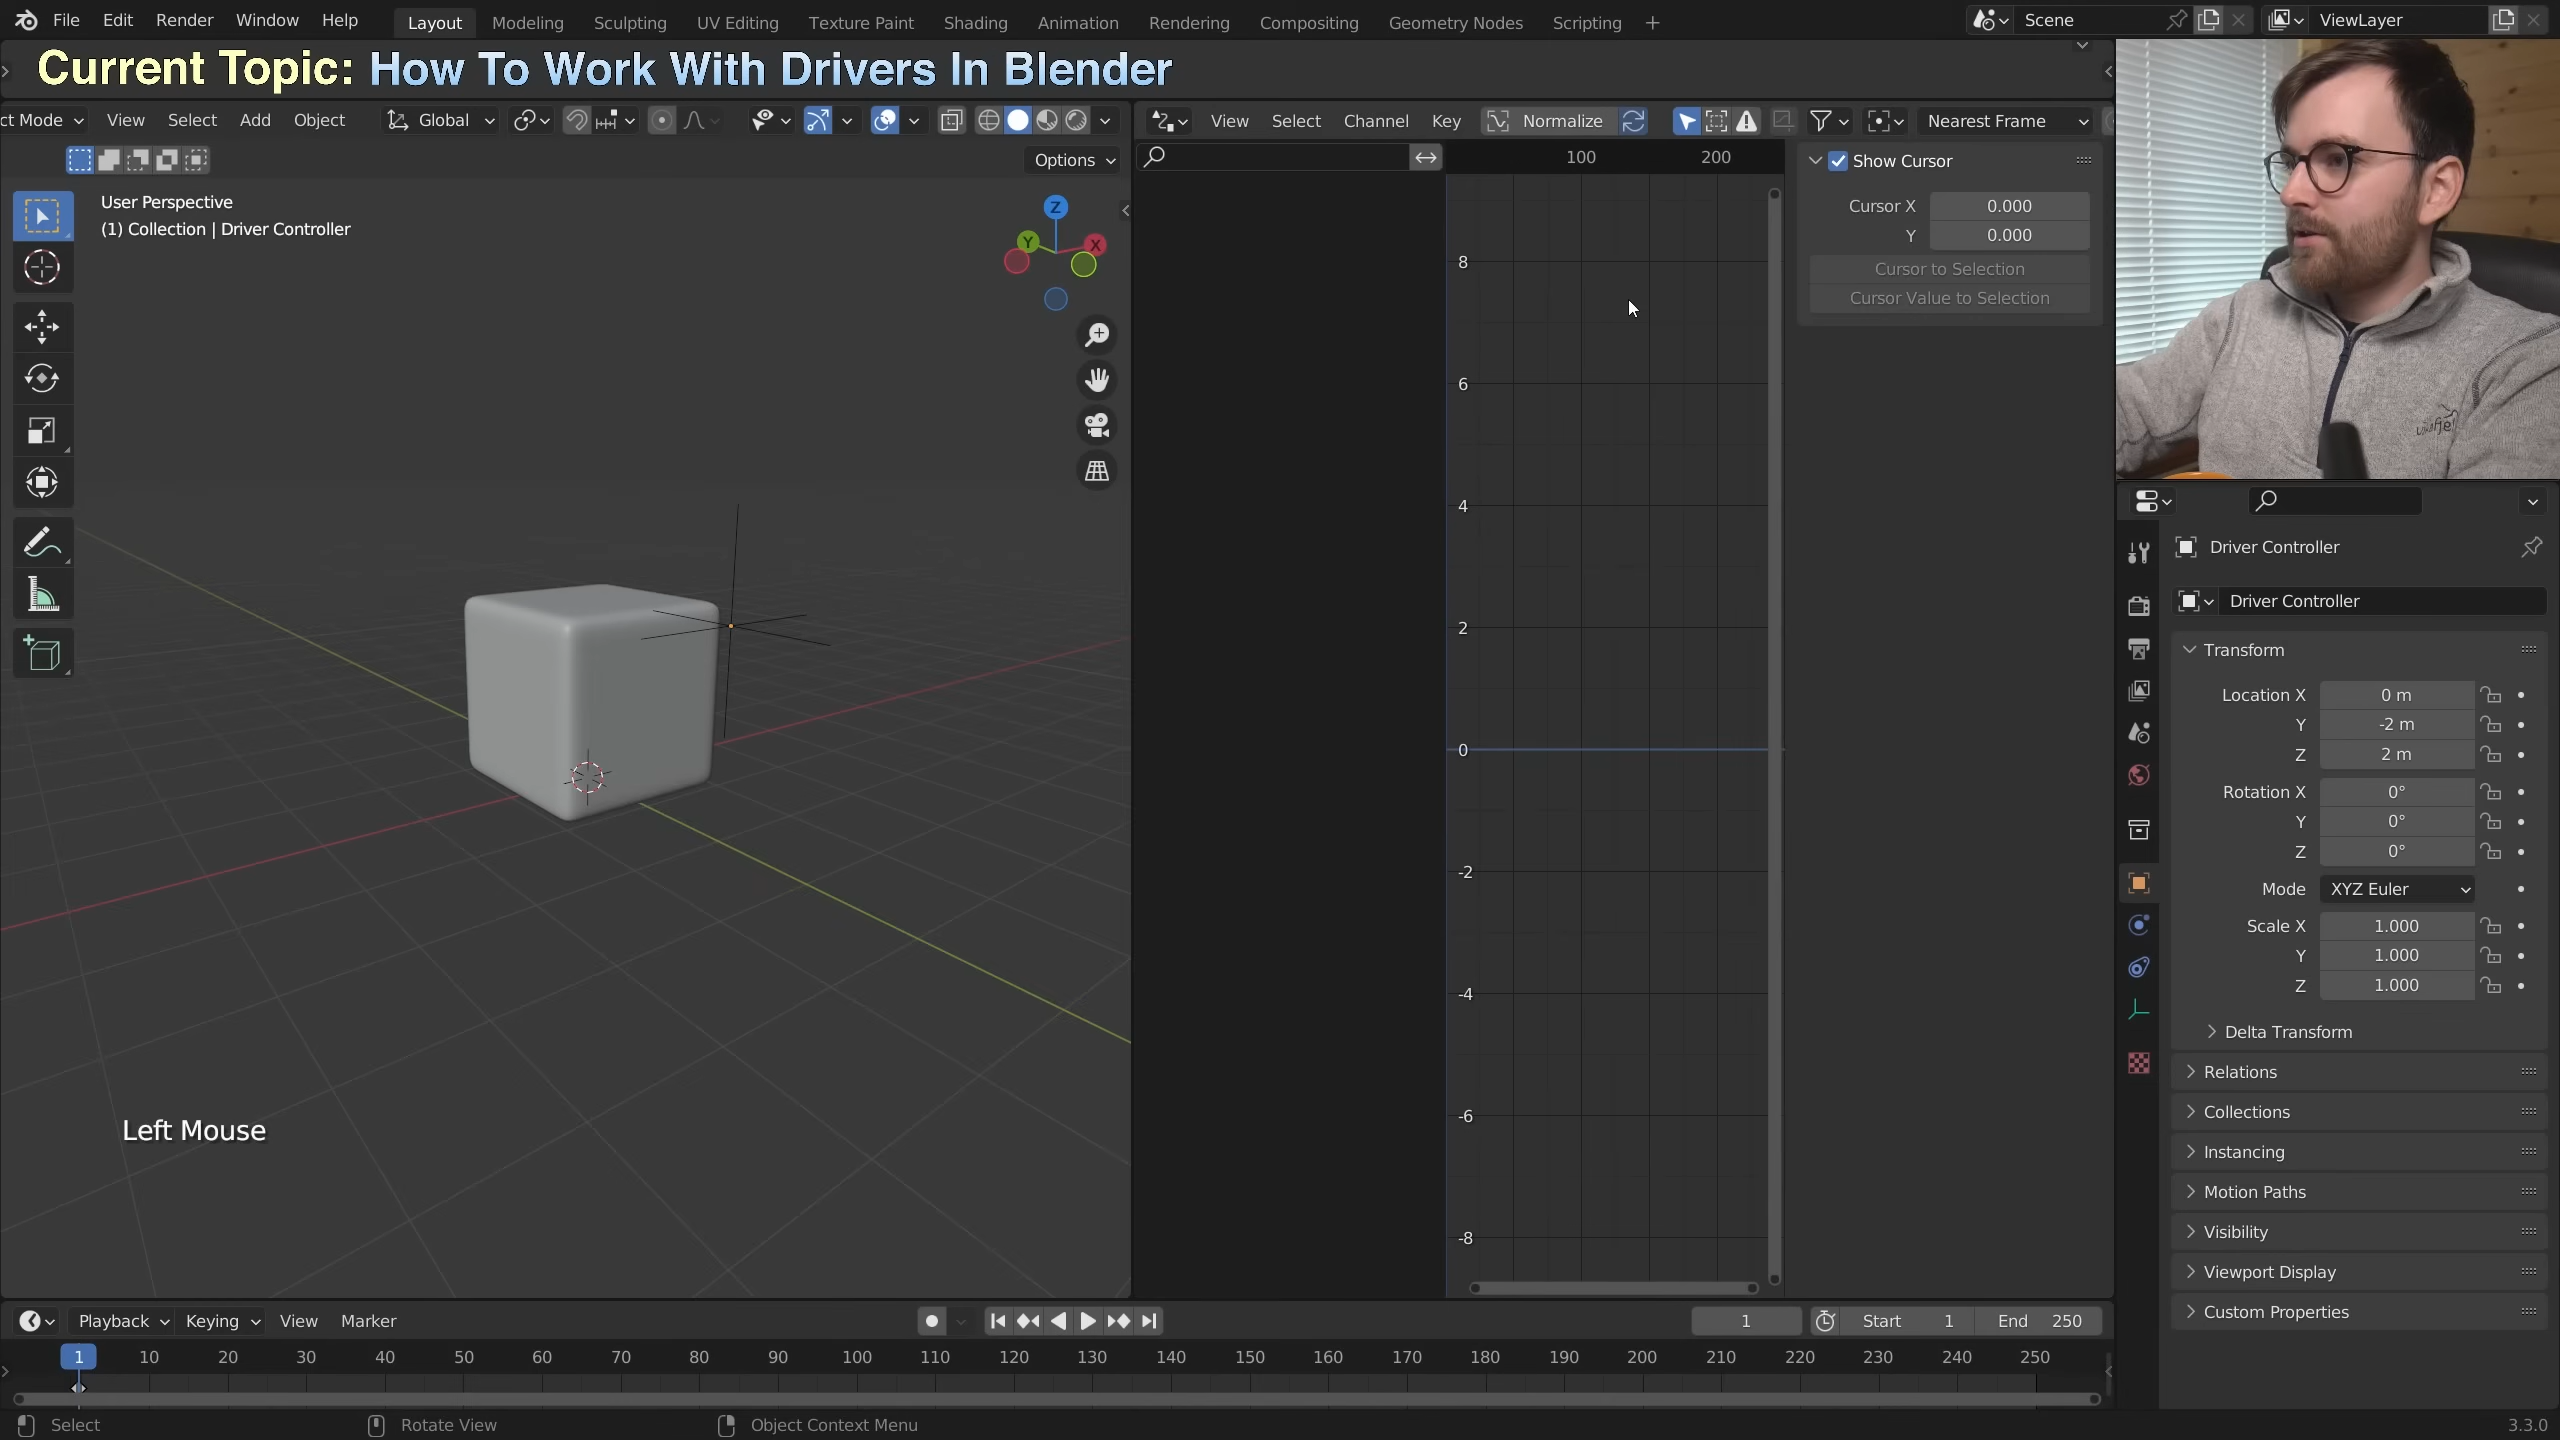 File Edit Render Window Help Layout Modeling Sculpting UV Editing Texture Paint Shading Animation Rendering Compositing Geometry Nodes Scripting + Scene ViewLayer
Current Topic: How To Work With Drivers In Blender
ct Mode View Select Add Object Global
View Select Channel Key Normalize Nearest Frame
Options
100 200
User Perspective
(1) Collection | Driver Controller
Z
Y
X
8
6
4
2
0
-2
-4
-6
-8
Show Cursor
Cursor X 0.000
Y 0.000
Cursor to Selection
Cursor Value to Selection
Left Mouse
Driver Controller
Driver Controller
Transform
Location X 0 m
Y -2 m
Z 2 m
Rotation X 0°
Y 0°
Z 0°
Mode XYZ Euler
Scale X 1.000
Y 1.000
Z 1.000
Delta Transform
Relations
Collections
Instancing
Motion Paths
Visibility
Viewport Display
Custom Properties
Playback Keying View Marker 1 Start 1 End 250
1 10 20 30 40 50 60 70 80 90 100 110 120 130 140 150 160 170 180 190 200 210 220 230 240 250
Select Rotate View Object Context Menu 3.3.0